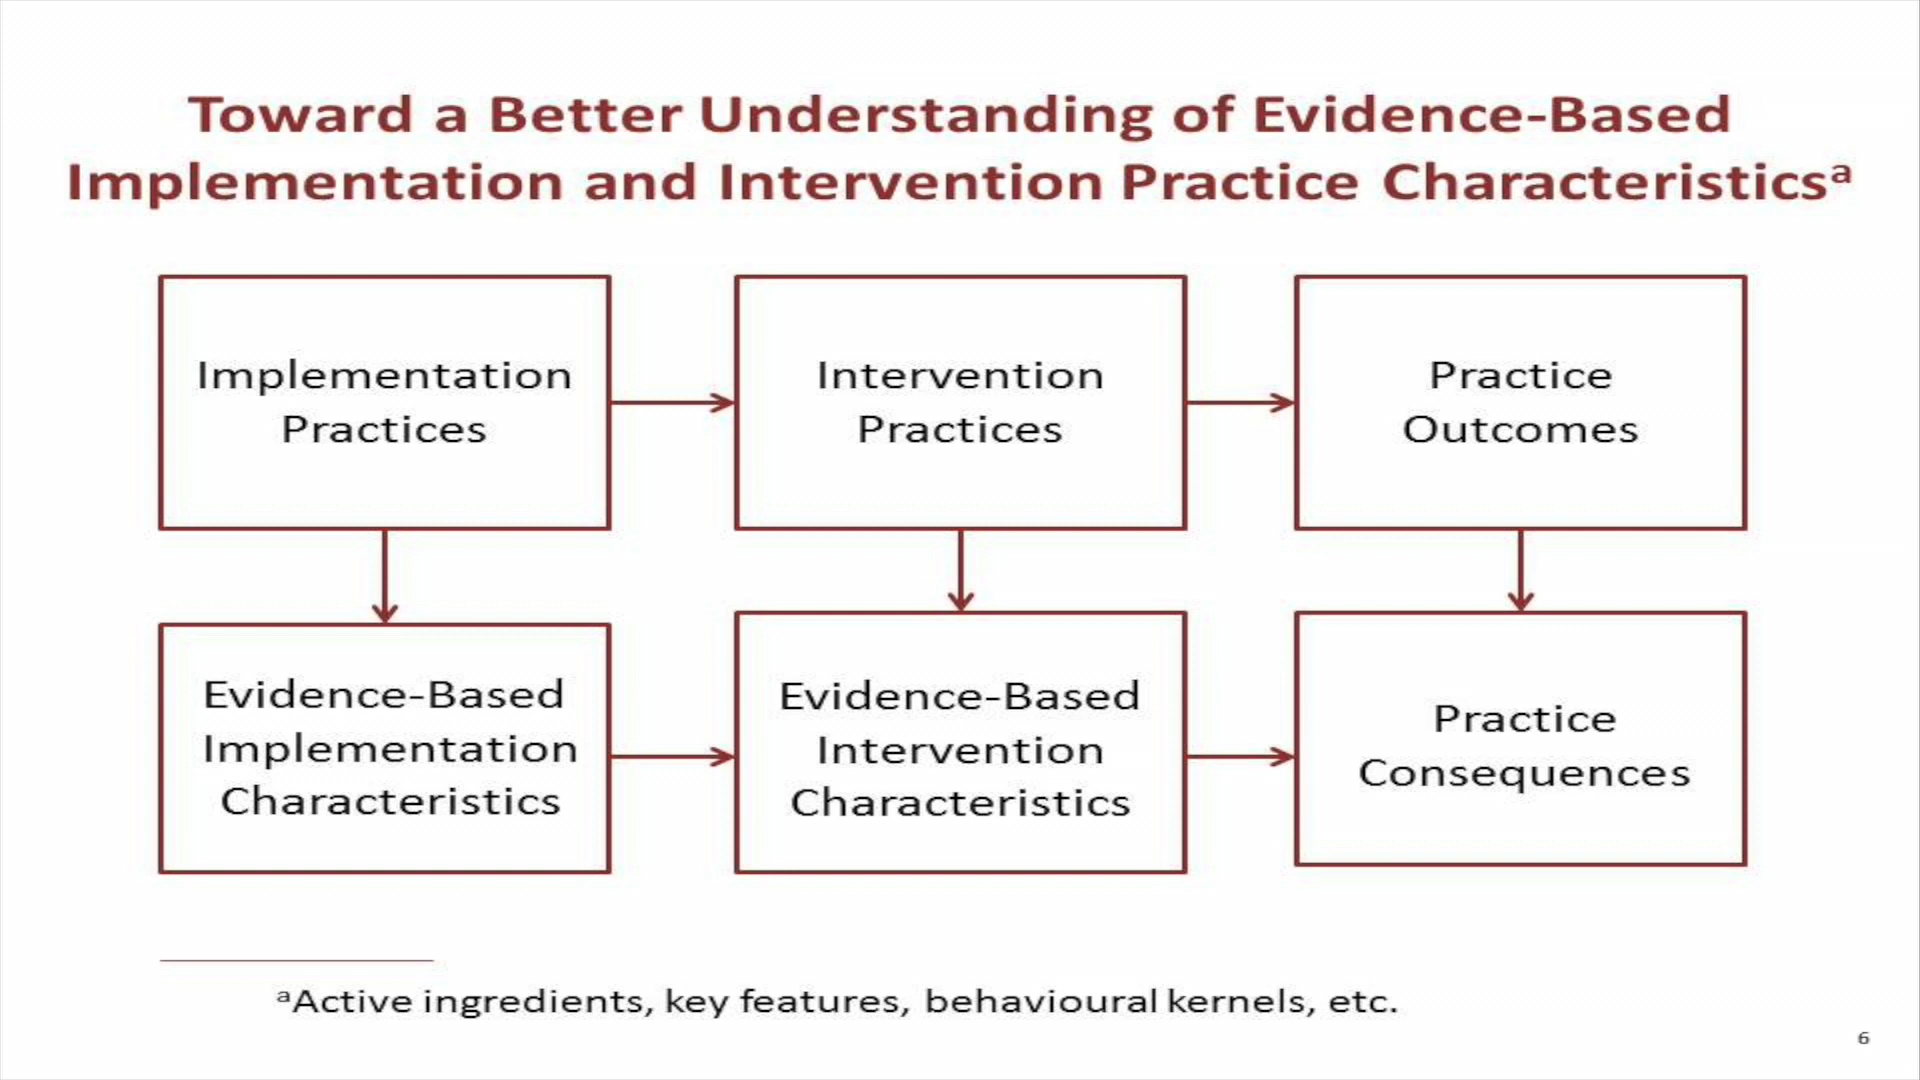 Toward a Better Understanding of Evidence-Based
Implementation and Intervention Practice Characteristicsᵃ
Implementation
Practices
Intervention
Practices
Practice
Outcomes
Evidence-Based
Implementation
Characteristics
Evidence-Based
Intervention
Characteristics
Practice
Consequences
ᵃActive ingredients, key features, behavioural kernels, etc.
6